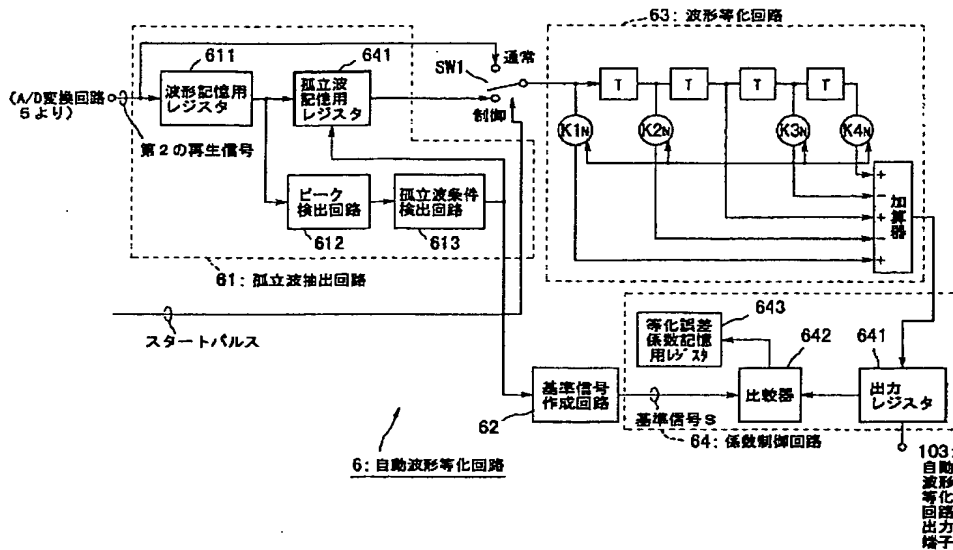 63: 波形等化回路
611
641
通常
SW1
T
T
T
T
(A/D変換回路
5より)
波形記憶用
レジスタ
孤立波
記憶用
レジスタ
制御
第2の再生信号
K1N
K2N
K3N
K4N
+
-
+
-
+
加算器
ピーク
検出回路
孤立波条件
検出回路
612
613
61: 孤立波抽出回路
スタートパルス
643
等化誤差
係数記憶
用レジスタ
642
641
基準信号
作成回路
比較器
出力
レジスタ
62
基準信号S
64: 係数制御回路
6: 自動波形等化回路
103:
自動
波形
等化
回路
出力
端子